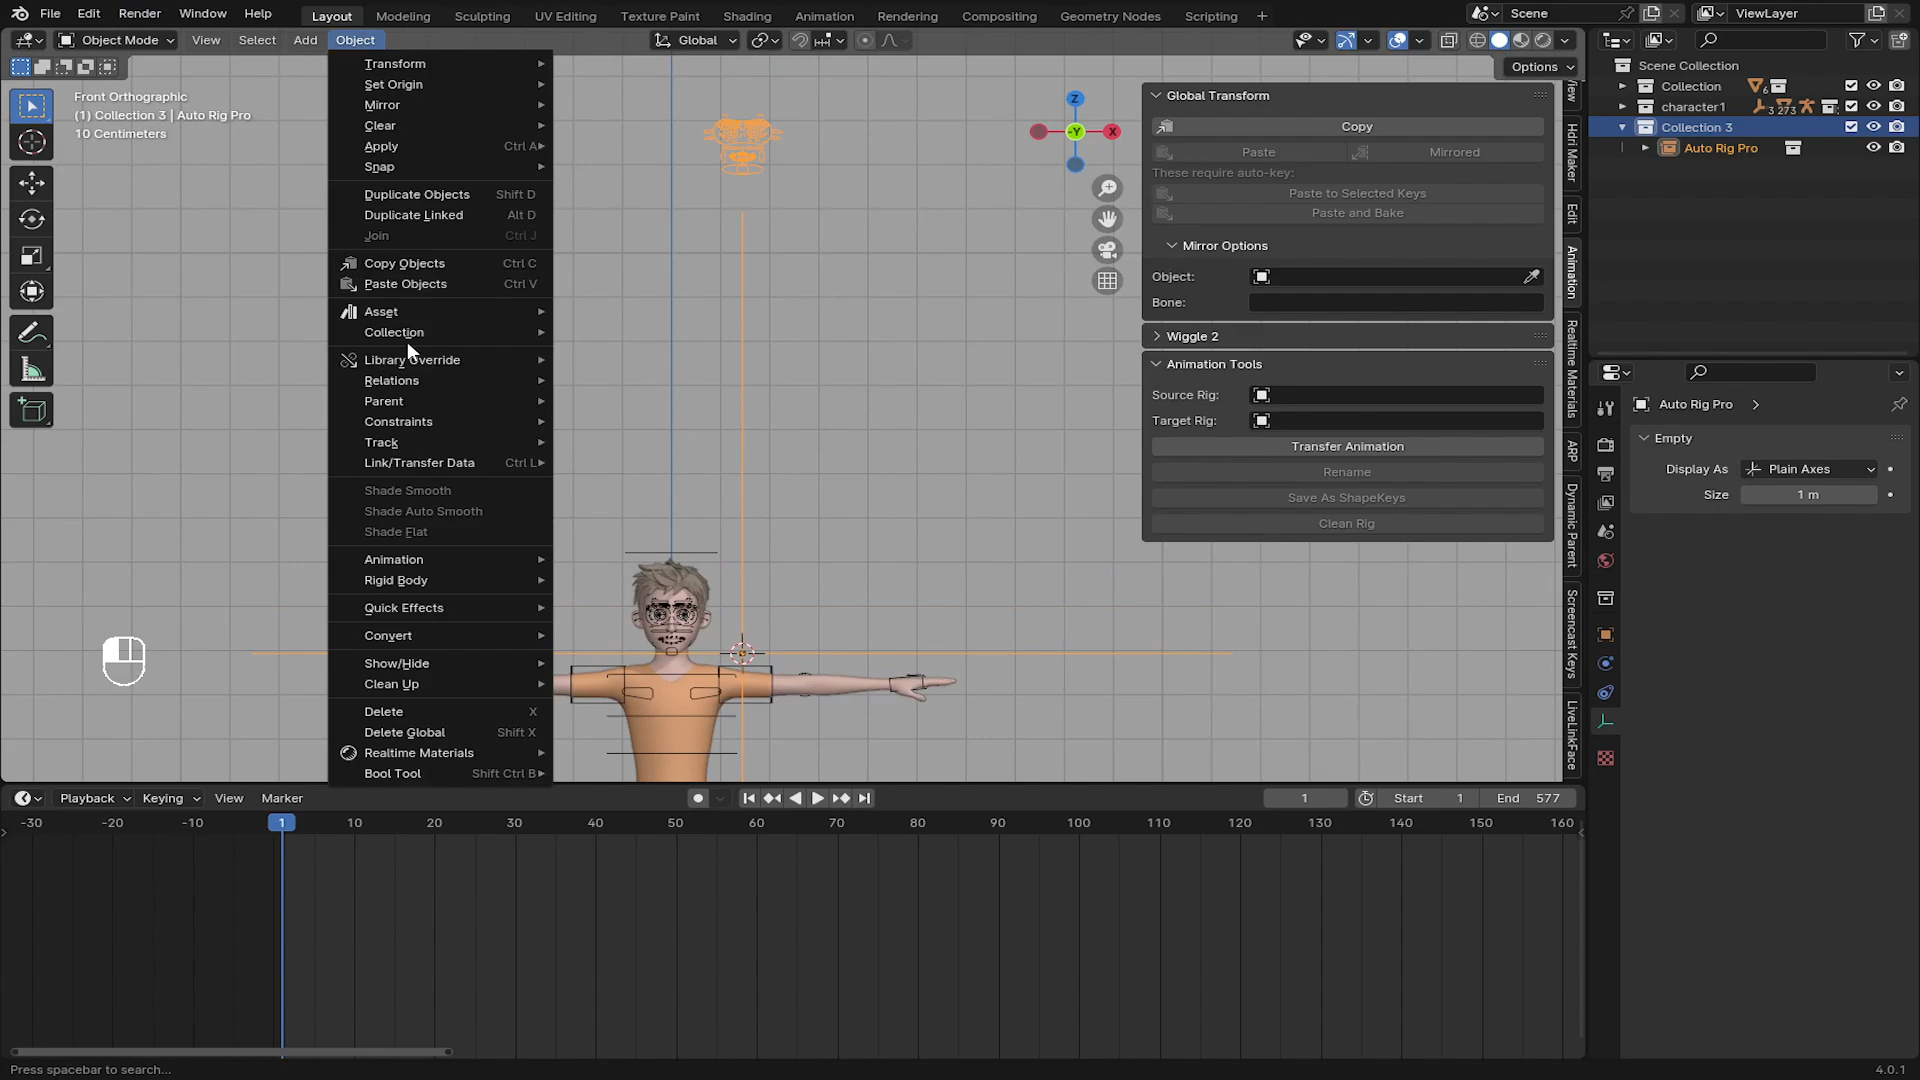 File Edit Render Window Help Layout Modeling Sculpting UV Editing Texture Paint Shading Animation Rendering Compositing Geometry Nodes Scripting + Scene ViewLayer
Object Mode View Select Add Object Global
Options
Front Orthographic
(1) Collection 3 | Auto Rig Pro
10 Centimeters
Transform
Set Origin
Mirror
Clear
Apply Ctrl A
Snap
Duplicate Objects Shift D
Duplicate Linked Alt D
Join Ctrl J
Copy Objects Ctrl C
Paste Objects Ctrl V
Asset
Collection
Library Override
Relations
Parent
Constraints
Track
Link/Transfer Data Ctrl L
Shade Smooth
Shade Auto Smooth
Shade Flat
Animation
Rigid Body
Quick Effects
Convert
Show/Hide
Clean Up
Delete X
Delete Global Shift X
Realtime Materials
Bool Tool Shift Ctrl B
Z
-Y
X
Global Transform
Copy
Paste Mirrored
These require auto-key:
Paste to Selected Keys
Paste and Bake
Mirror Options
Object:
Bone:
Wiggle 2
Animation Tools
Source Rig:
Target Rig:
Transfer Animation
Rename
Save As ShapeKeys
Clean Rig
Hdri Maker
Edit
Animation
Realtime Materials
ARP
Dynamic Parent
Screencast Keys
LiveLinkFace
Scene Collection
Collection 6
character1 3 273
Collection 3
Auto Rig Pro
Auto Rig Pro
Empty
Display As Plain Axes
Size 1 m
Playback Keying View Marker 1 Start 1 End 577
-30 -20 -10 1 10 20 30 40 50 60 70 80 90 100 110 120 130 140 150 160
Press spacebar to search... 4.0.1